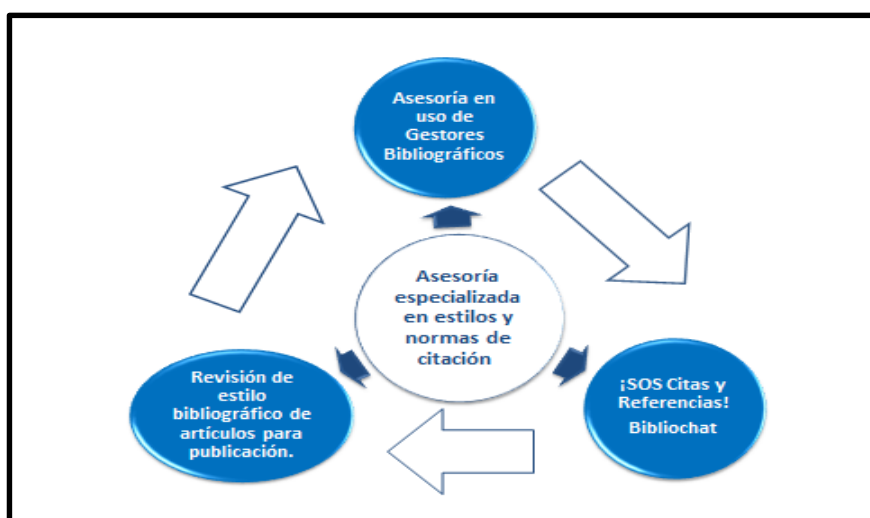 Asesoría en
uso de
Gestores
Bibliográficos
Asesoría
especializada
en estilos y
normas de
citación
Revisión de
estilo
bibliográfico de
artículos para
publicación.
¡SOS Citas y
Referencias!
Bibliochat